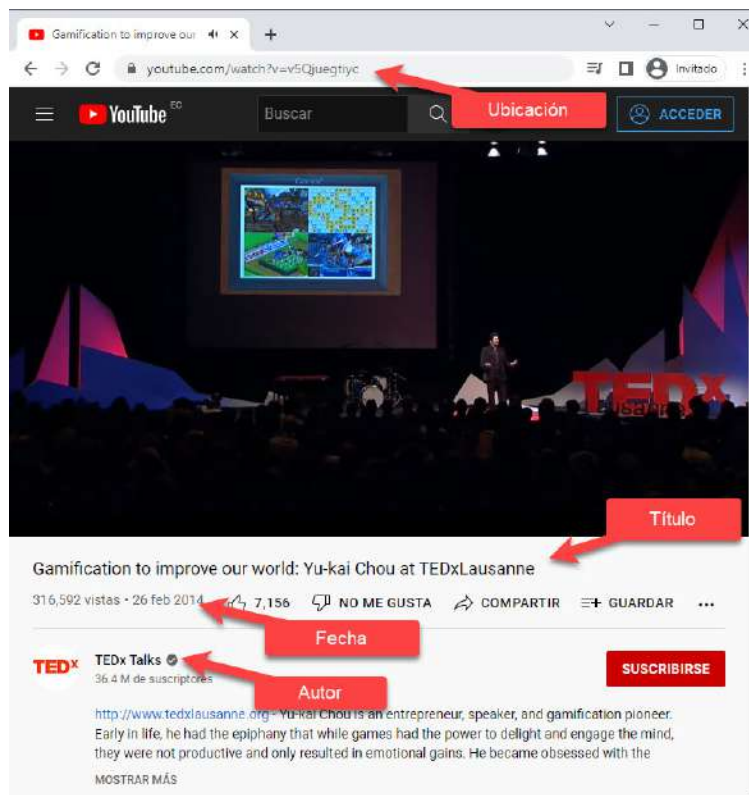 Gamification to improve our
youtube.com/watch?v=v5Qjuegtiyc
Invitado
Ubicación
YouTube EC
Buscar
ACCEDER
TEDx
Lausanne
Título
Gamification to improve our world: Yu-kai Chou at TEDxLausanne
316,592 vistas • 26 feb 2014
7,156
NO ME GUSTA
COMPARTIR
GUARDAR
Fecha
TEDx
TEDx Talks
36.4 M de suscriptores
SUSCRIBIRSE
Autor
http://www.tedxlausanne.org - Yu-kai Chou is an entrepreneur, speaker, and gamification pioneer.
Early in life, he had the epiphany that while games had the power to delight and engage the mind,
they were not productive and only resulted in emotional gains. He became obsessed with the
MOSTRAR MÁS